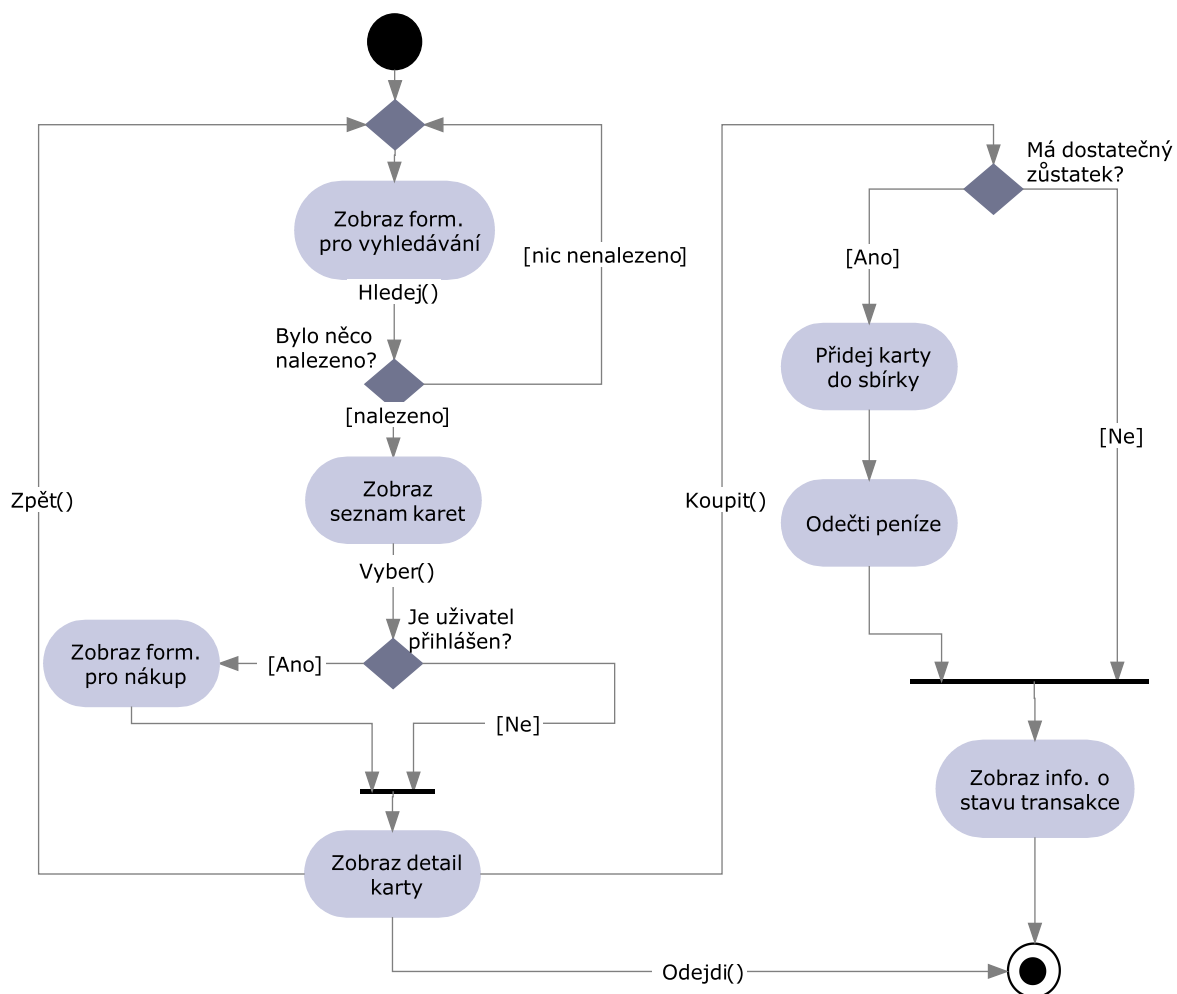 Zobraz form.
pro vyhledávání
[nic nenalezeno]
Hledej()
Bylo něco
nalezeno?
[nalezeno]
Zobraz
seznam karet
Zpět()
Vyber()
Je uživatel
přihlášen?
[Ano]
Zobraz form.
pro nákup
[Ne]
Zobraz detail
karty
Koupit()
Má dostatečný
zůstatek?
[Ano]
Přidej karty
do sbírky
[Ne]
Odečti peníze
Zobraz info. o
stavu transakce
Odejdi()